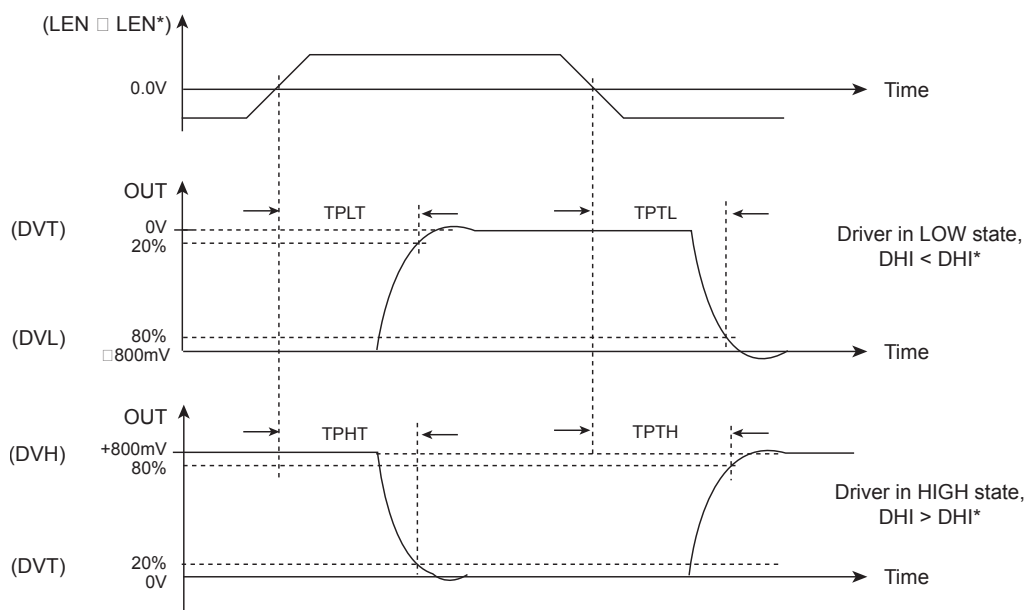 (LEN □ LEN*)
0.0V
Time
OUT
(DVT)
0V
20%
TPLT
TPTL
Driver in LOW state,
DHI < DHI*
(DVL)
80%
□800mV
Time
OUT
(DVH)
+800mV
80%
TPHT
TPTH
Driver in HIGH state,
DHI > DHI*
(DVT)
20%
0V
Time